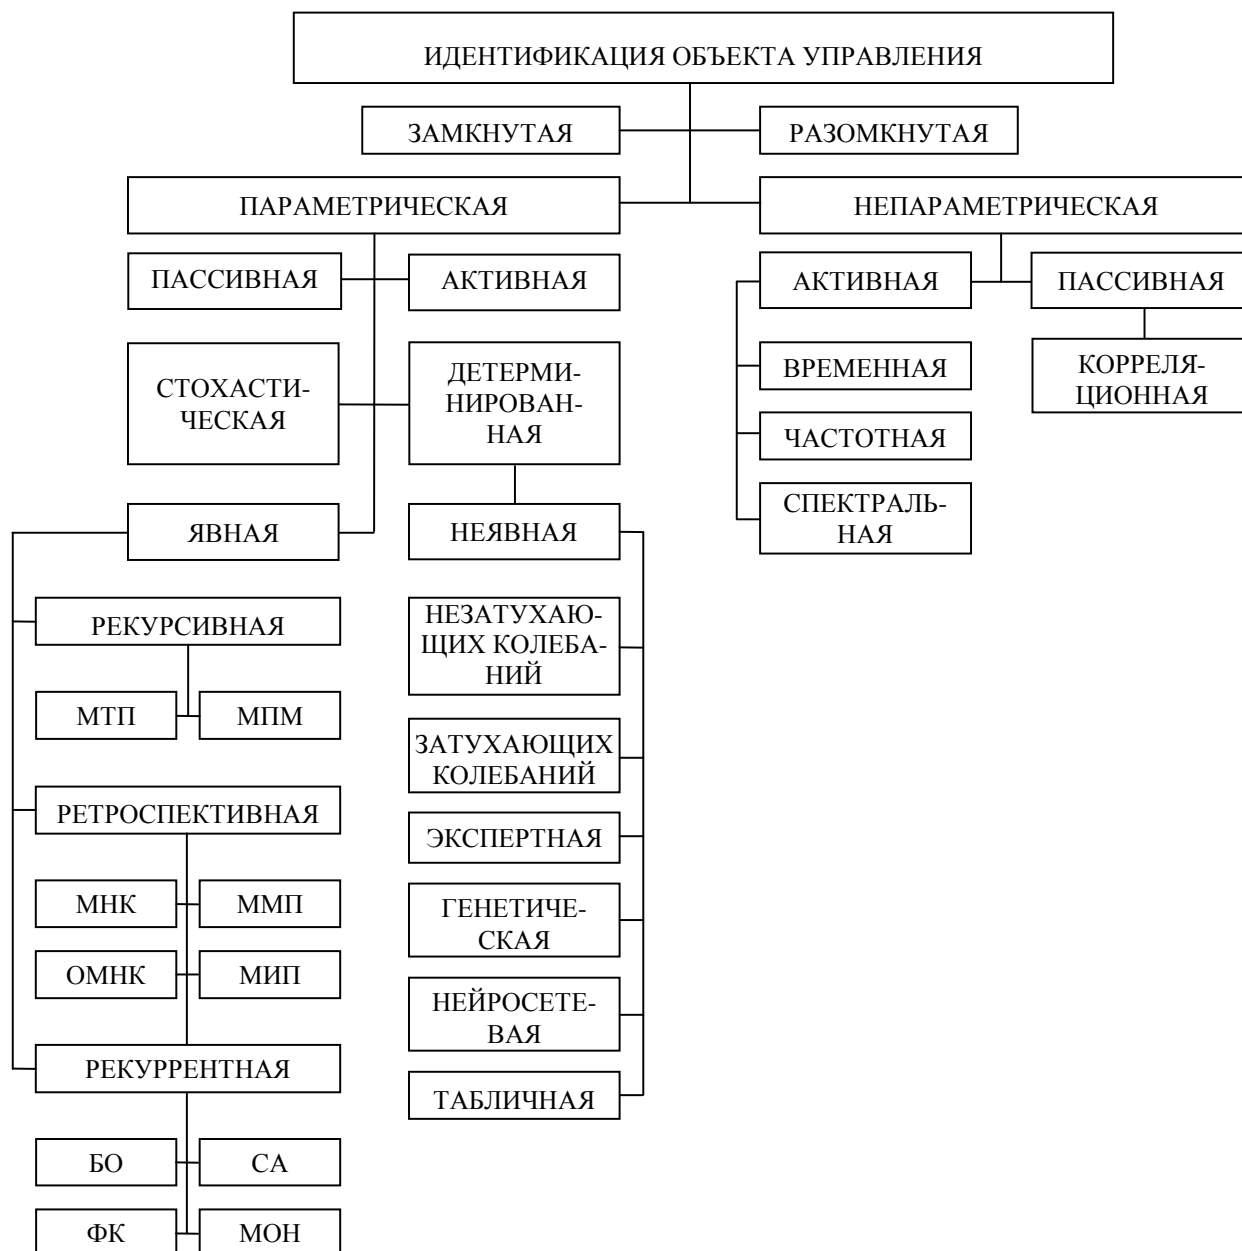 ИДЕНТИФИКАЦИЯ ОБЪЕКТА УПРАВЛЕНИЯ
ЗАМКНУТАЯ
РАЗОМКНУТАЯ
ПАРАМЕТРИЧЕСКАЯ
НЕПАРАМЕТРИЧЕСКАЯ
ПАССИВНАЯ
АКТИВНАЯ
АКТИВНАЯ
ПАССИВНАЯ
СТОХАСТИ-
ЧЕСКАЯ
ДЕТЕРМИ-
НИРОВАН-
НАЯ
ВРЕМЕННАЯ
КОРРЕЛЯ-
ЦИОННАЯ
ЧАСТОТНАЯ
СПЕКТРАЛЬ-
НАЯ
ЯВНАЯ
НЕЯВНАЯ
РЕКУРСИВНАЯ
МТП
МПМ
РЕТРОСПЕКТИВНАЯ
МНК
ММП
ОМНК
МИП
РЕКУРРЕНТНАЯ
БО
СА
ФК
МОН
НЕЗАТУХАЮ-
ЩИХ КОЛЕБА-
НИЙ
ЗАТУХАЮЩИХ
КОЛЕБАНИЙ
ЭКСПЕРТНАЯ
ГЕНЕТИЧЕ-
СКАЯ
НЕЙРОСЕТЕ-
ВАЯ
ТАБЛИЧНАЯ